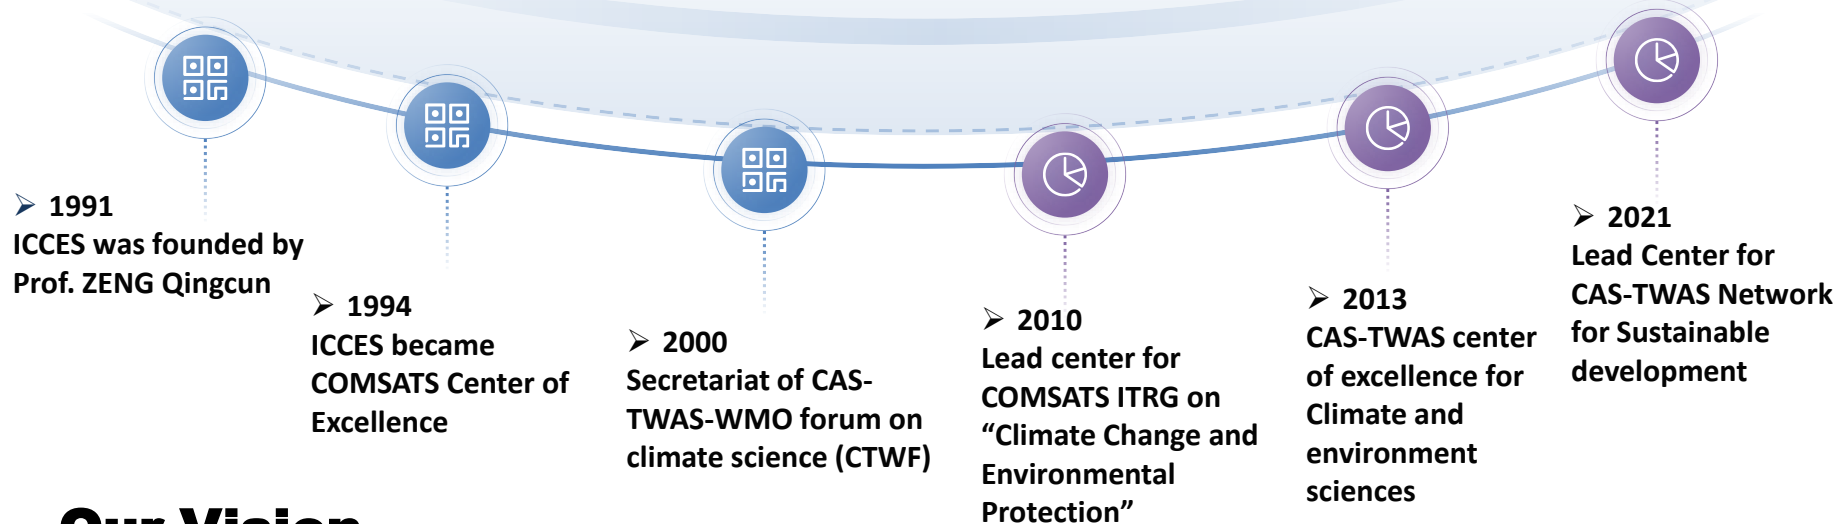 ➢ 1991
ICCES was founded by
Prof. ZENG Qingcun
➢ 1994
ICCES became
COMSATS Center of
Excellence
➢ 2000
Secretariat of CAS-
TWAS-WMO forum on
climate science (CTWF)
➢ 2010
Lead center for
COMSATS ITRG on
“Climate Change and
Environmental
Protection”
➢ 2013
CAS-TWAS center
of excellence for
Climate and
environment
sciences
➢ 2021
Lead Center for
CAS-TWAS Network
for Sustainable
development
Our Vision